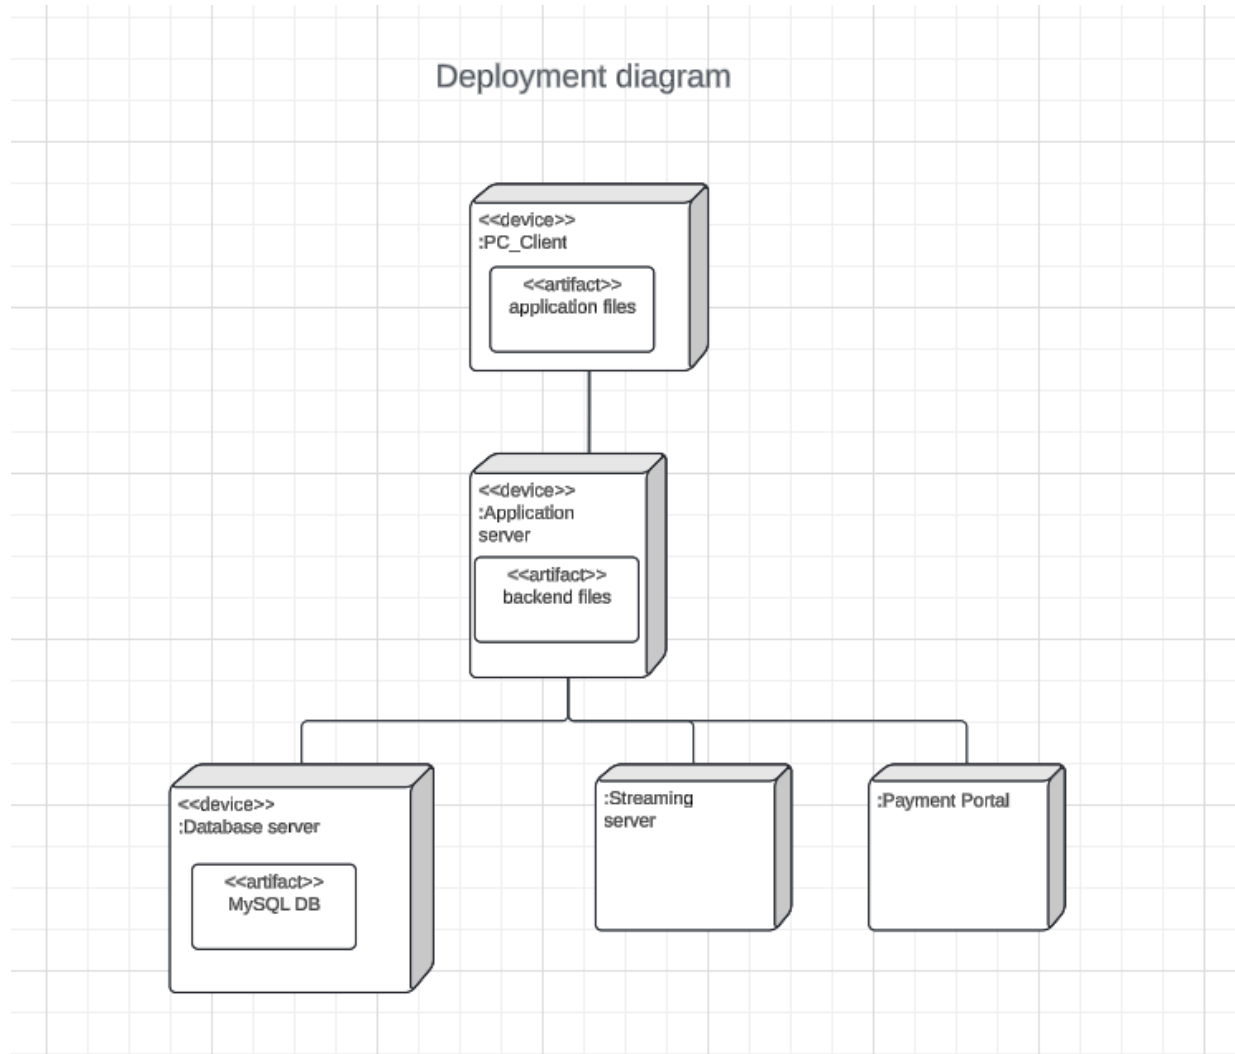 Deployment diagram
<<device>>
:PC_Client
<<artifact>>
application files
<<device>>
:Application
server
<<artifact>>
backend files
<<device>>
:Database server
<<artifact>>
MySQL DB
:Streaming
server
:Payment Portal